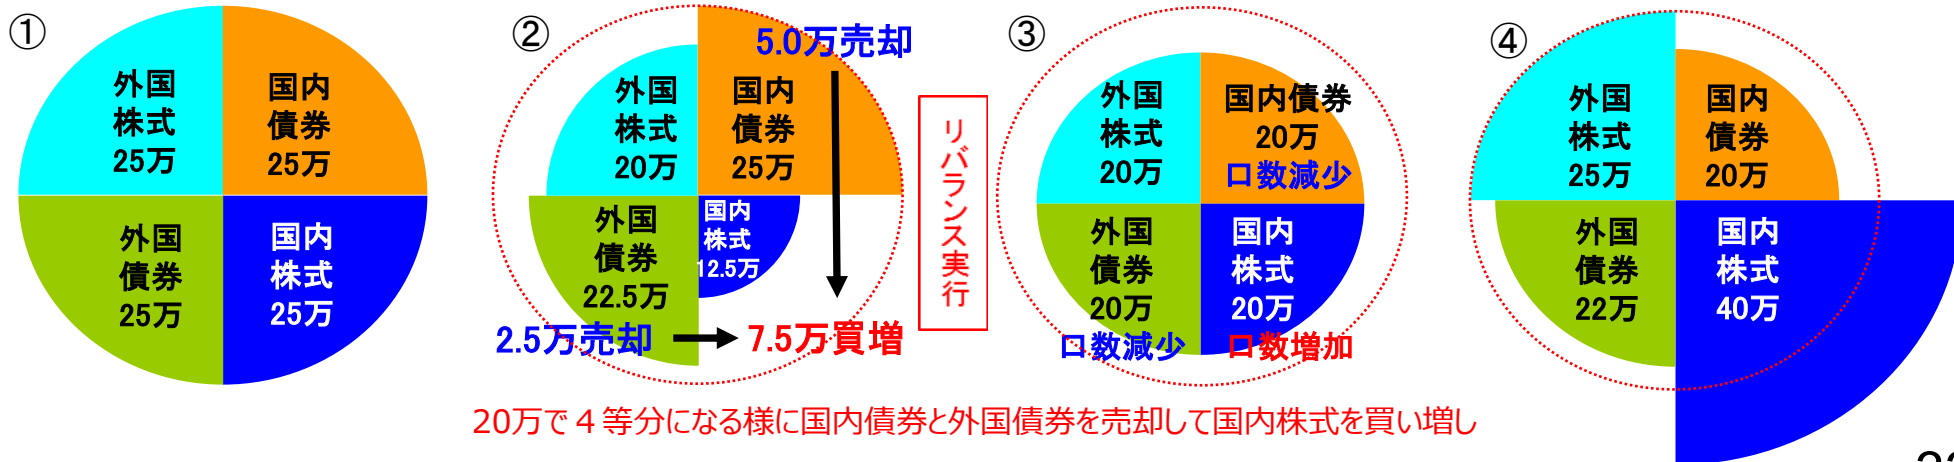 ①
外国
株式
25万
国内
債券
25万
外国
債券
25万
国内
株式
25万
②
5.0万売却
外国
株式
20万
国内
債券
25万
外国
債券
22.5万
国内
株式
12.5万
2.5万売却
7.5万買増
リバランス実行
③
外国
株式
20万
国内債券
20万
口数減少
外国
債券
20万
口数減少
国内
株式
20万
口数増加
④
外国
株式
25万
国内
債券
20万
外国
債券
22万
国内
株式
40万
20万で4等分になる様に国内債券と外国債券を売却して国内株式を買い増し